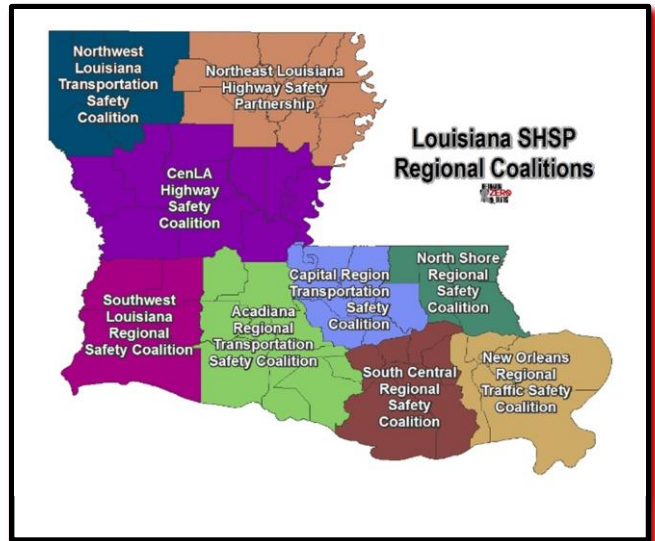 Northwest
Louisiana
Transportation
Safety
Coalition
Northeast Louisiana
Highway Safety
Partnership
Louisiana SHSP
Regional Coalitions
ZERO
CenLA
Highway
Safety
Coalition
Capital Region
Transportation
Safety
Coalition
North Shore
Regional
Safety
Coalition
Southwest
Louisiana
Regional
Safety Coalition
Acadiana
Regional
Transportation
Safety Coalition
South Central
Regional
Safety
Coalition
New Orleans
Regional
Traffic Safety
Coalition